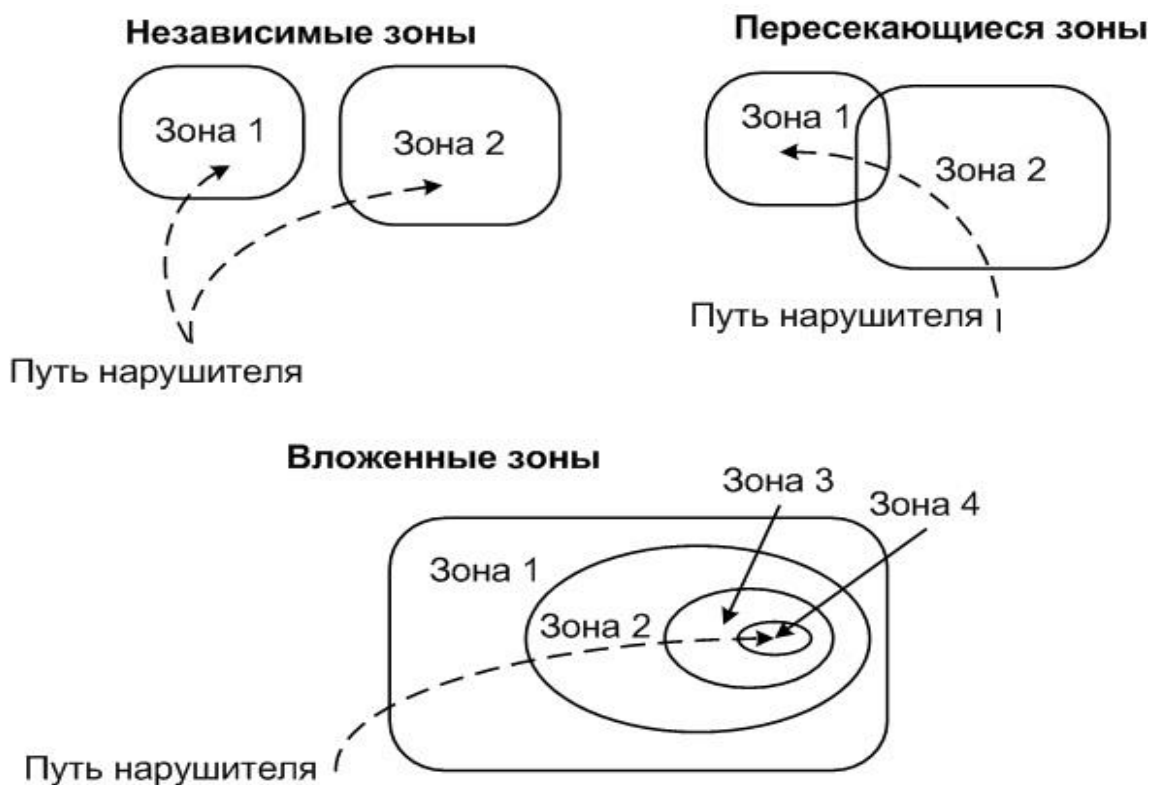 Независимые зоны
Зона 1
Зона 2
Путь нарушителя
Пересекающиеся зоны
Зона 1
Зона 2
Путь нарушителя
Вложенные зоны
Зона 3
Зона 4
Зона 1
Зона 2
Путь нарушителя